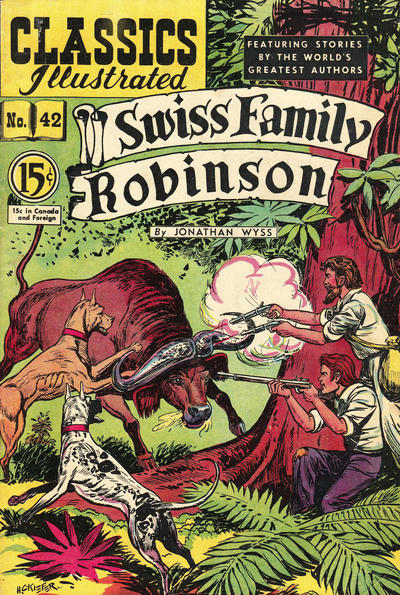 CLASSICS
Illustrated
FEATURING STORIES
BY THE WORLD'S
GREATEST AUTHORS
No. 42
Swiss Family
Robinson
15¢
15c in Canada
and Foreign
By JONATHAN WYSS
HCKIEFER